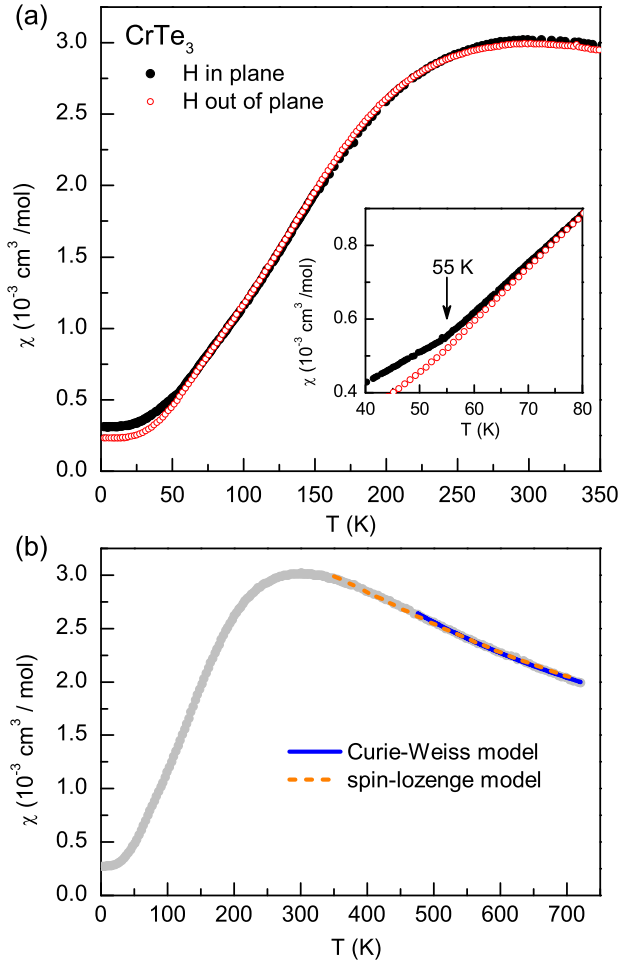 (a)
CrTe₃
H in plane
H out of plane
χ (10⁻³ cm³ /mol)
3.0
2.5
2.0
1.5
1.0
0.5
0.0
0 50 100 150 200 250 300 350
T (K)
55 K
χ (10⁻³ cm³ /mol)
0.8
0.6
0.4
40 50 60 70 80
T (K)
(b)
χ (10⁻³ cm³ / mol)
3.0
2.5
2.0
1.5
1.0
0.5
0.0
Curie-Weiss model
spin-lozenge model
0 100 200 300 400 500 600 700
T (K)